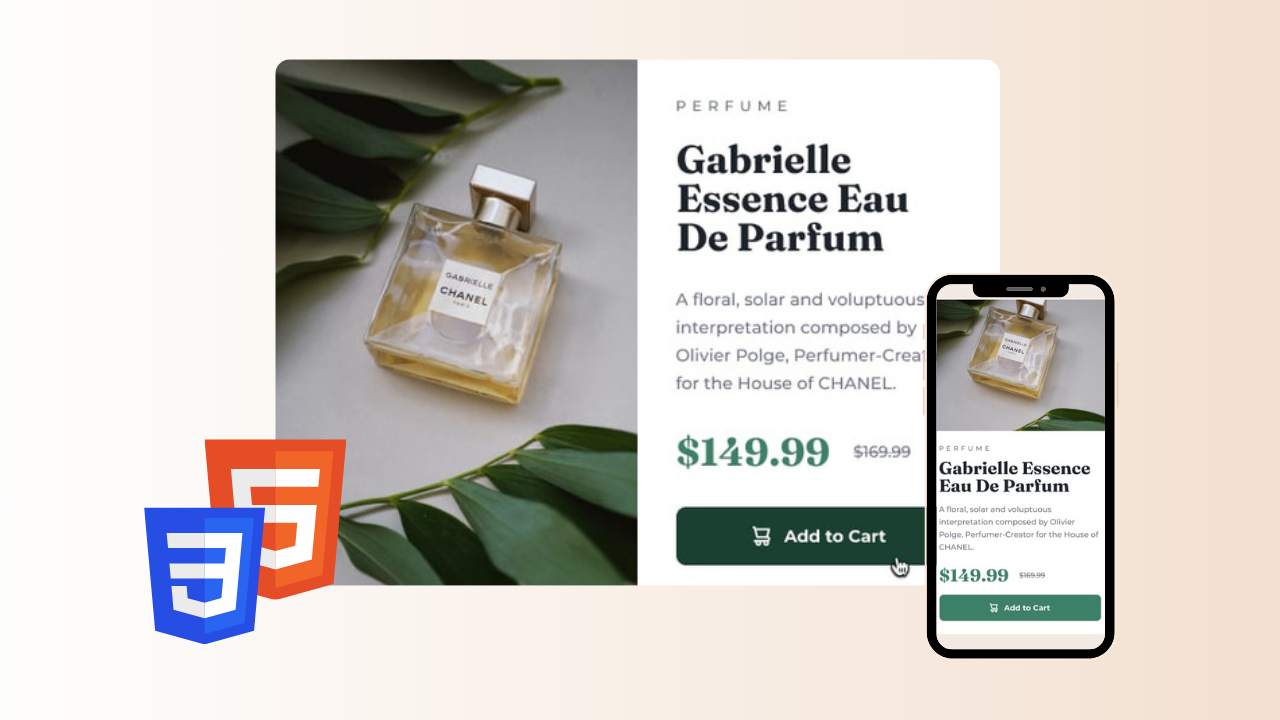 PERFUME
Gabrielle
Essence Eau
De Parfum
A floral, solar and voluptuous
interpretation composed by
Olivier Polge, Perfumer-Creat
for the House of CHANEL.
$149.99 $169.99
Add to Cart
GABRIELLE
CHANEL
PARIS
GABRIELLE
CHANEL
PERFUME
Gabrielle Essence
Eau De Parfum
A floral, solar and voluptuous
interpretation composed by Olivier
Polge, Perfumer-Creator for the House of
CHANEL.
$149.99 $169.99
Add to Cart
5
3